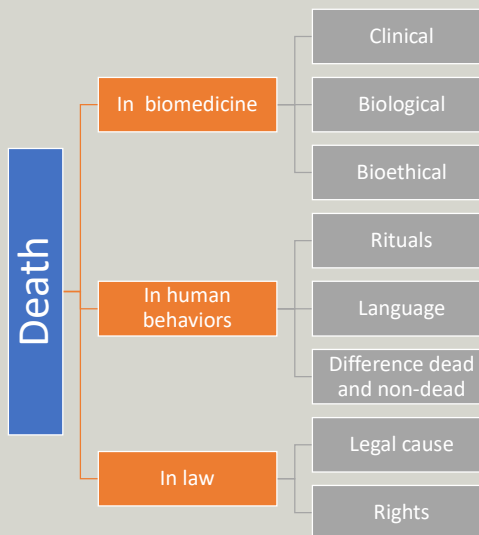 Death
In  biomedicine
Clinical
Biological
Bioethical
In human
behaviors
Rituals
Language
Difference dead
and non-dead
In law
Legal cause
Rights